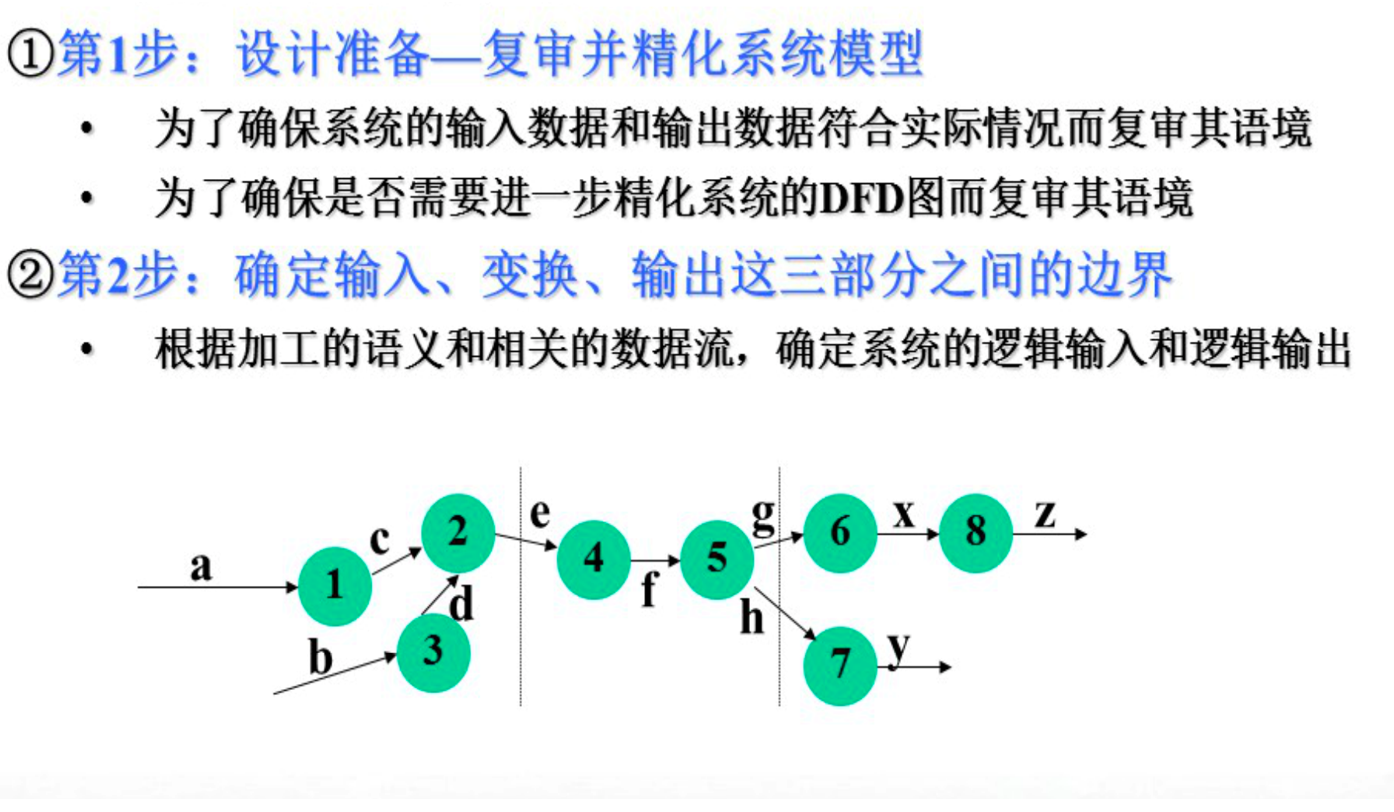 ①第1步：设计准备—复审并精化系统模型
• 为了确保系统的输入数据和输出数据符合实际情况而复审其语境
• 为了确保是否需要进一步精化系统的DFD图而复审其语境
②第2步：确定输入、变换、输出这三部分之间的边界
• 根据加工的语义和相关的数据流，确定系统的逻辑输入和逻辑输出
a
1
c
2
b
3
d
e
4
f
5
g
h
6
x
8
z
7
y